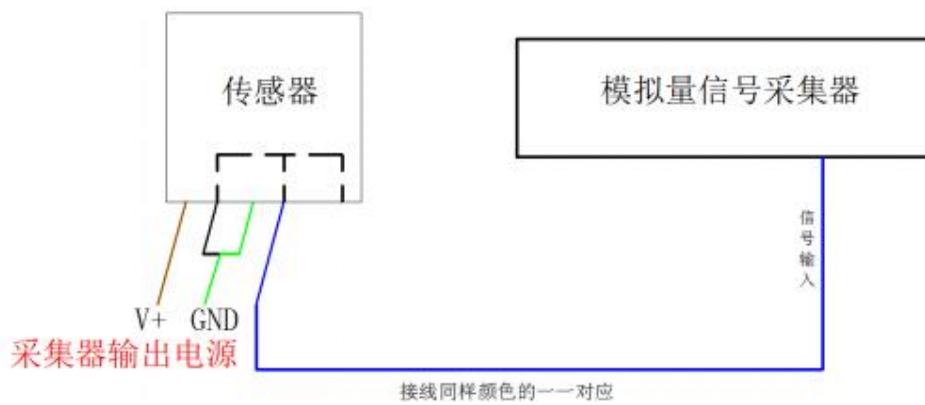 传感器
模拟量信号采集器
信号输入
V+ GND
采集器输出电源
接线同样颜色的一一对应